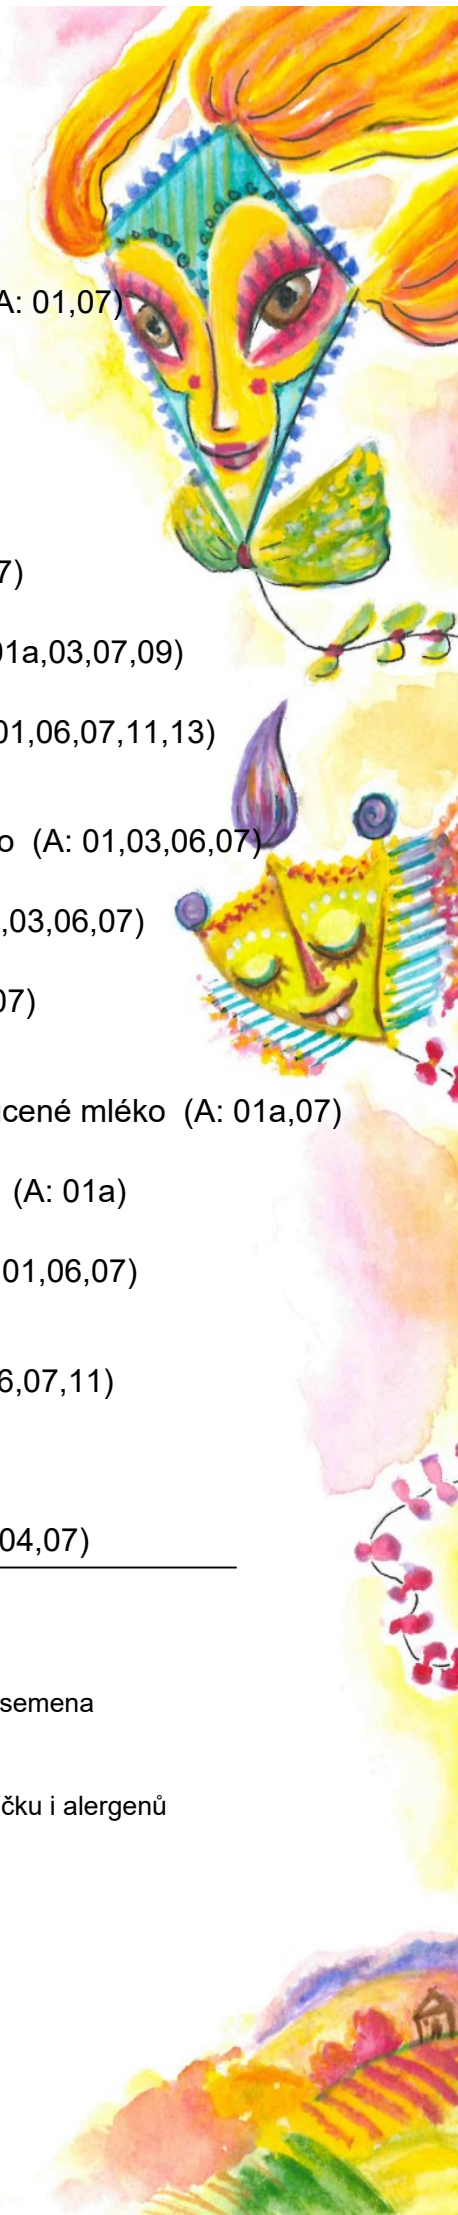 A: 01,07)
7)
01a,03,07,09)
01,06,07,11,13)
o (A: 01,03,06,07)
,03,06,07)
07)
cené mléko (A: 01a,07)
(A: 01a)
01,06,07)
6,07,11)
04,07)
semena
čku i alergenů